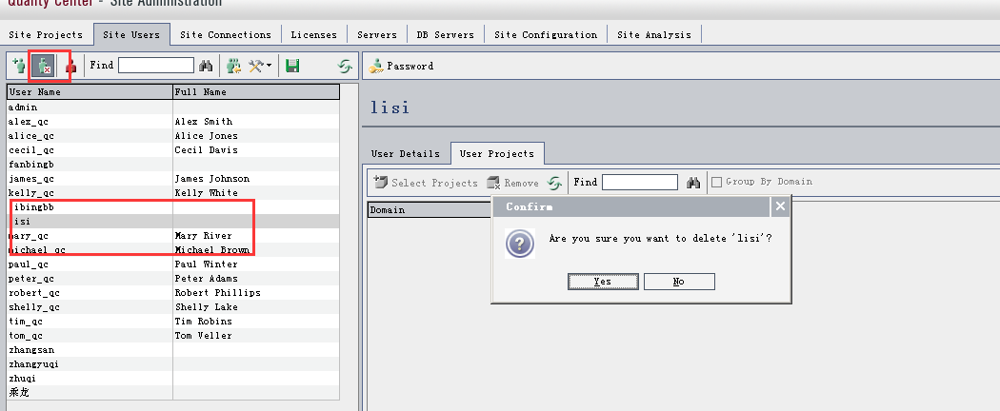 Quality Center - Site Administration
Site Projects Site Users Site Connections Licenses Servers DB Servers Site Configuration Site Analysis
Find
User Name Full Name
admin
alex_qc Alex Smith
alice_qc Alice Jones
cecil_qc Cecil Davis
fanbingb
james_qc James Johnson
kelly_qc Kelly White
libingbb
lisi
mary_qc Mary River
michael_qc Michael Brown
paul_qc Paul Winter
peter_qc Peter Adams
robert_qc Robert Phillips
shelly_qc Shelly Lake
tim_qc Tim Robins
tom_qc Tom Veller
zhangsan
zhangyuqi
zhuqi
乘龙
Password
lisi
User Details User Projects
Select Projects Remove Find Group By Domain
Domain
Confirm
Are you sure you want to delete 'lisi'?
Yes No